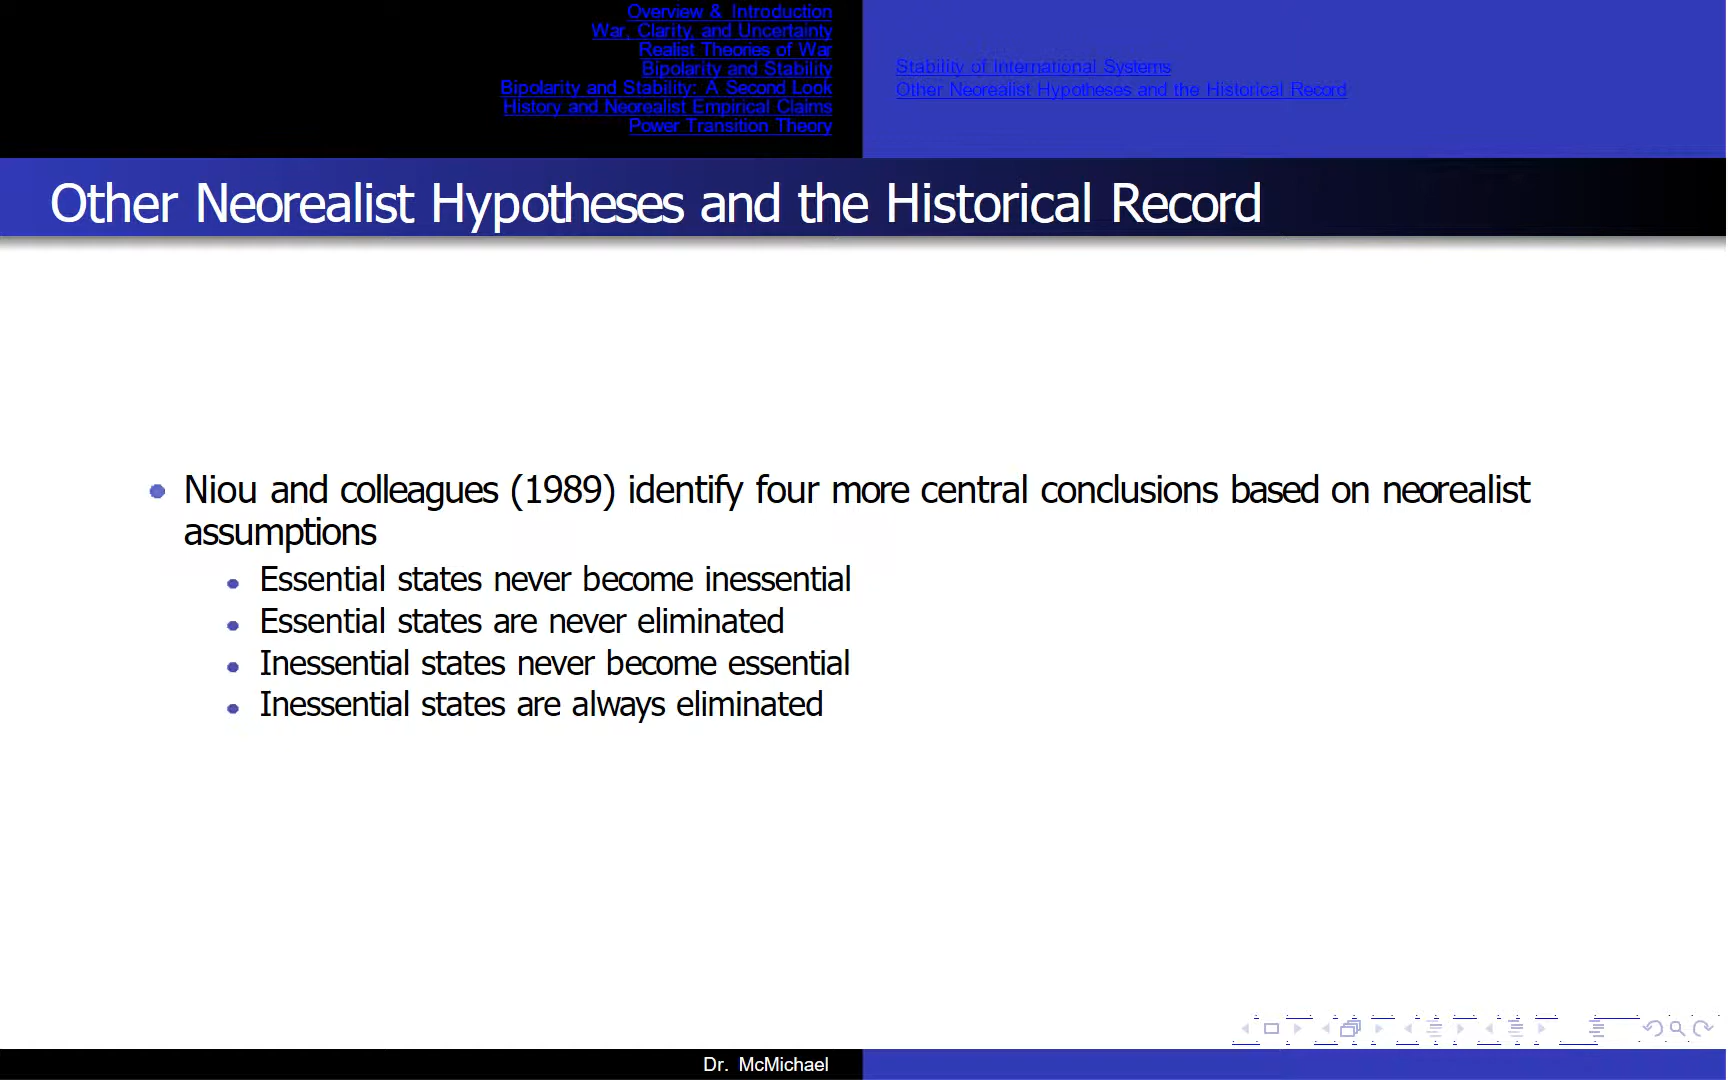 Overview & Introduction
War, Clarity, and Uncertainty
Realist Theories of War
Bipolarity and Stability
Bipolarity and Stability: A Second Look
History and Neorealist Empirical Claims
Power Transition Theory
Stability of International Systems
Other Neorealist Hypotheses and the Historical Record
Other Neorealist Hypotheses and the Historical Record
Niou and colleagues (1989) identify four more central conclusions based on neorealist
assumptions
Essential states never become inessential
Essential states are never eliminated
Inessential states never become essential
Inessential states are always eliminated
Dr. McMichael